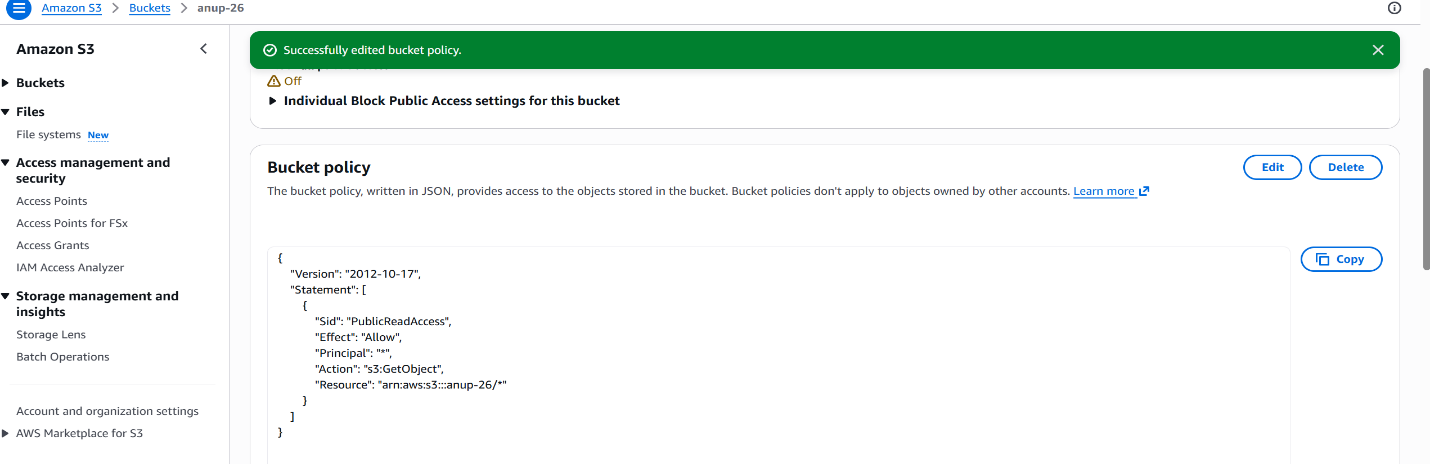 Amazon S3 > Buckets > anup-26
Amazon S3
Buckets
Files
File systems New
Access management and
security
Access Points
Access Points for FSx
Access Grants
IAM Access Analyzer
Storage management and
insights
Storage Lens
Batch Operations
Account and organization settings
AWS Marketplace for S3
Successfully edited bucket policy.
Off
Individual Block Public Access settings for this bucket
Bucket policy
Edit
Delete
The bucket policy, written in JSON, provides access to the objects stored in the bucket. Bucket policies don't apply to objects owned by other accounts. Learn more
Copy
{
"Version": "2012-10-17",
"Statement": [
{
"Sid": "PublicReadAccess",
"Effect": "Allow",
"Principal": "*",
"Action": "s3:GetObject",
"Resource": "arn:aws:s3:::anup-26/*"
}
]
}